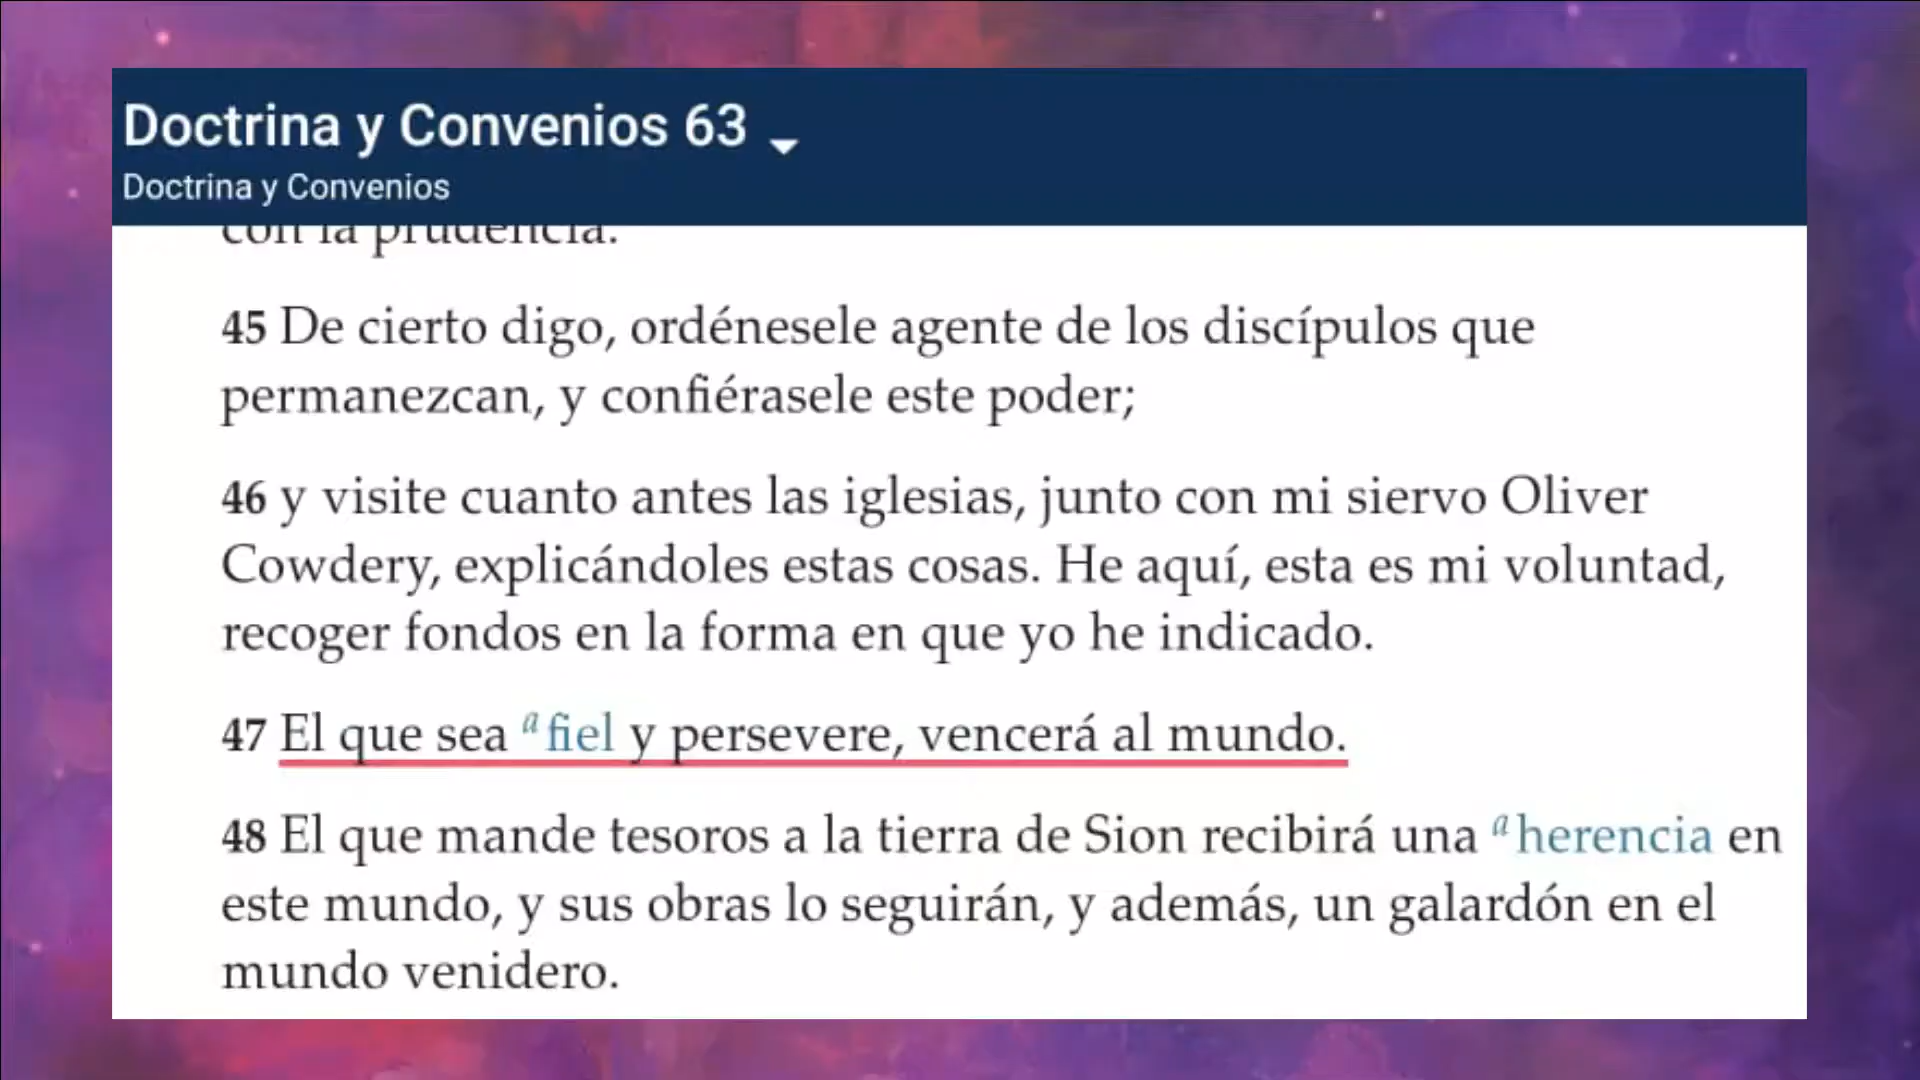 Doctrina y Convenios 63
Doctrina y Convenios
con la prudencia.
45 De cierto digo, ordénesele agente de los discípulos que
permanezcan, y confiérasele este poder;
46 y visite cuanto antes las iglesias, junto con mi siervo Oliver
Cowdery, explicándoles estas cosas. He aquí, esta es mi voluntad,
recoger fondos en la forma en que yo he indicado.
47 El que sea a fiel y persevere, vencerá al mundo.
48 El que mande tesoros a la tierra de Sion recibirá una a herencia en
este mundo, y sus obras lo seguirán, y además, un galardón en el
mundo venidero.